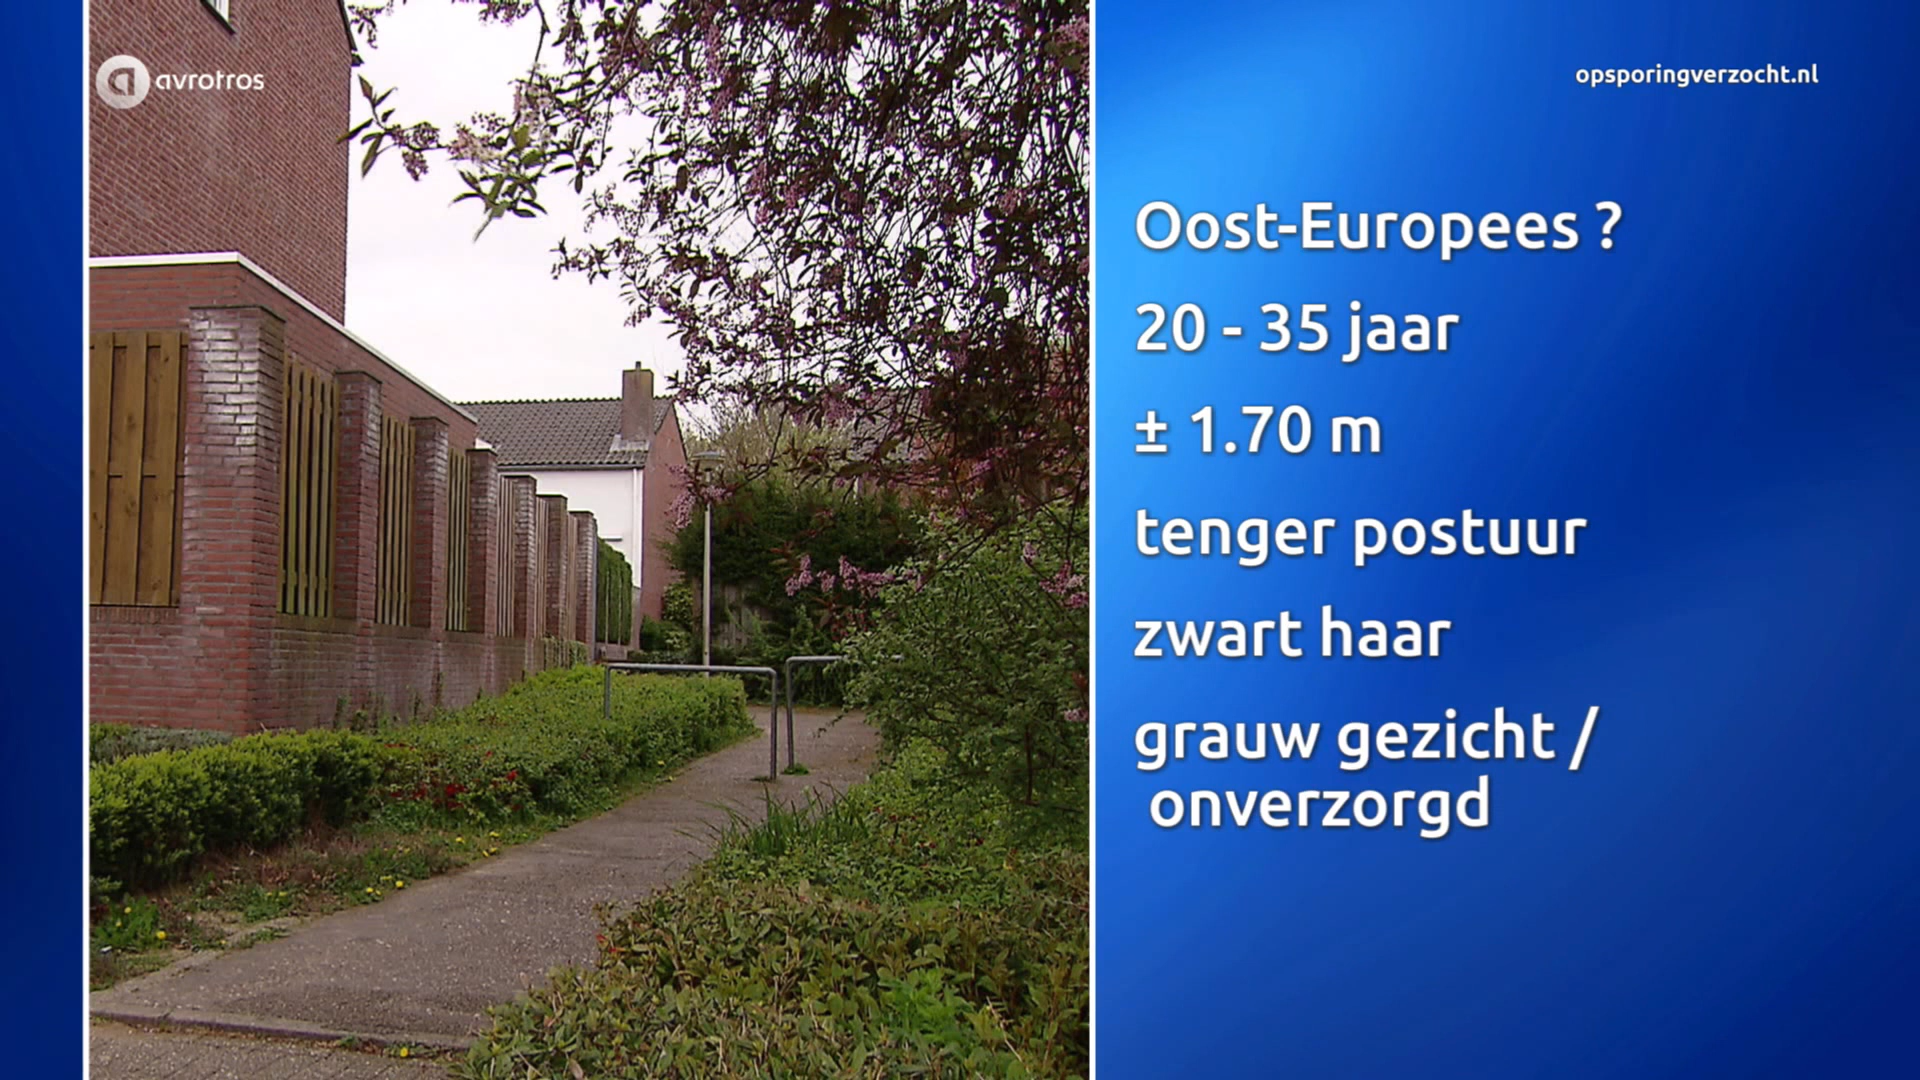 avrotros
opsporingverzocht.nl
Oost-Europees ?
20 - 35 jaar
± 1.70 m
tenger postuur
zwart haar
grauw gezicht /
onverzorgd